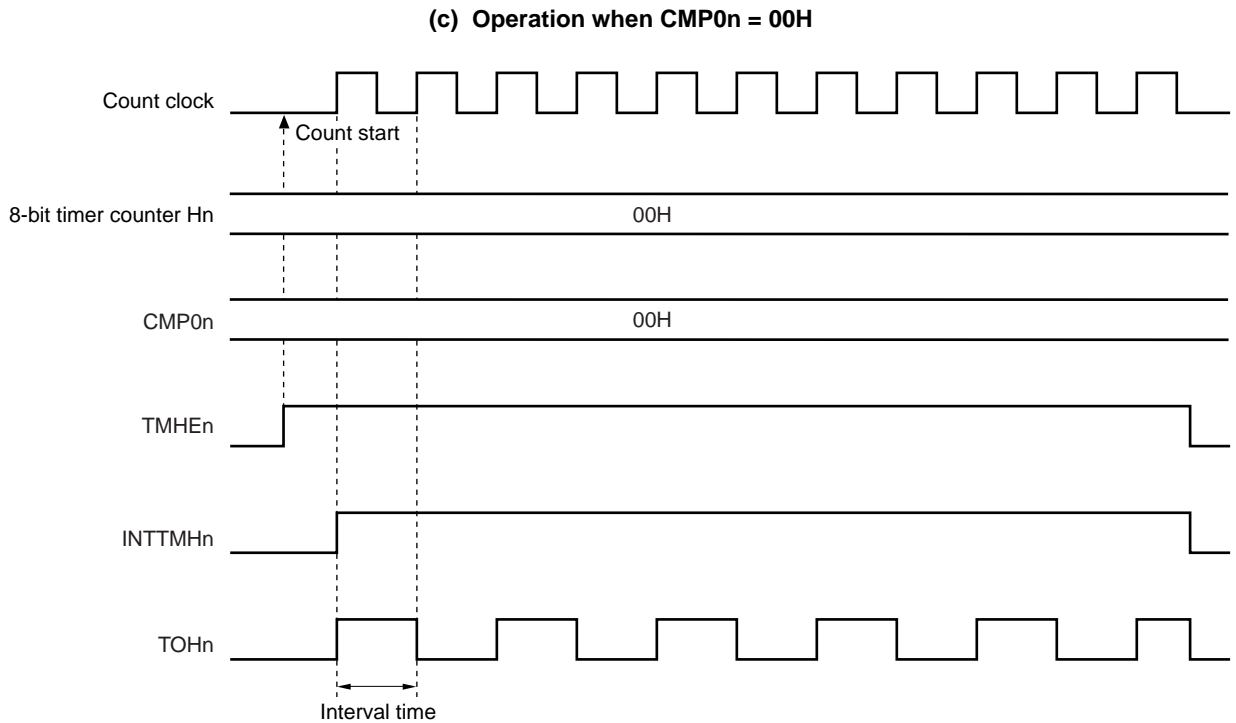 (c) Operation when CMP0n = 00H
Count clock
Count start
8-bit timer counter Hn
00H
CMP0n
00H
TMHEn
INTTMHn
TOHn
Interval time